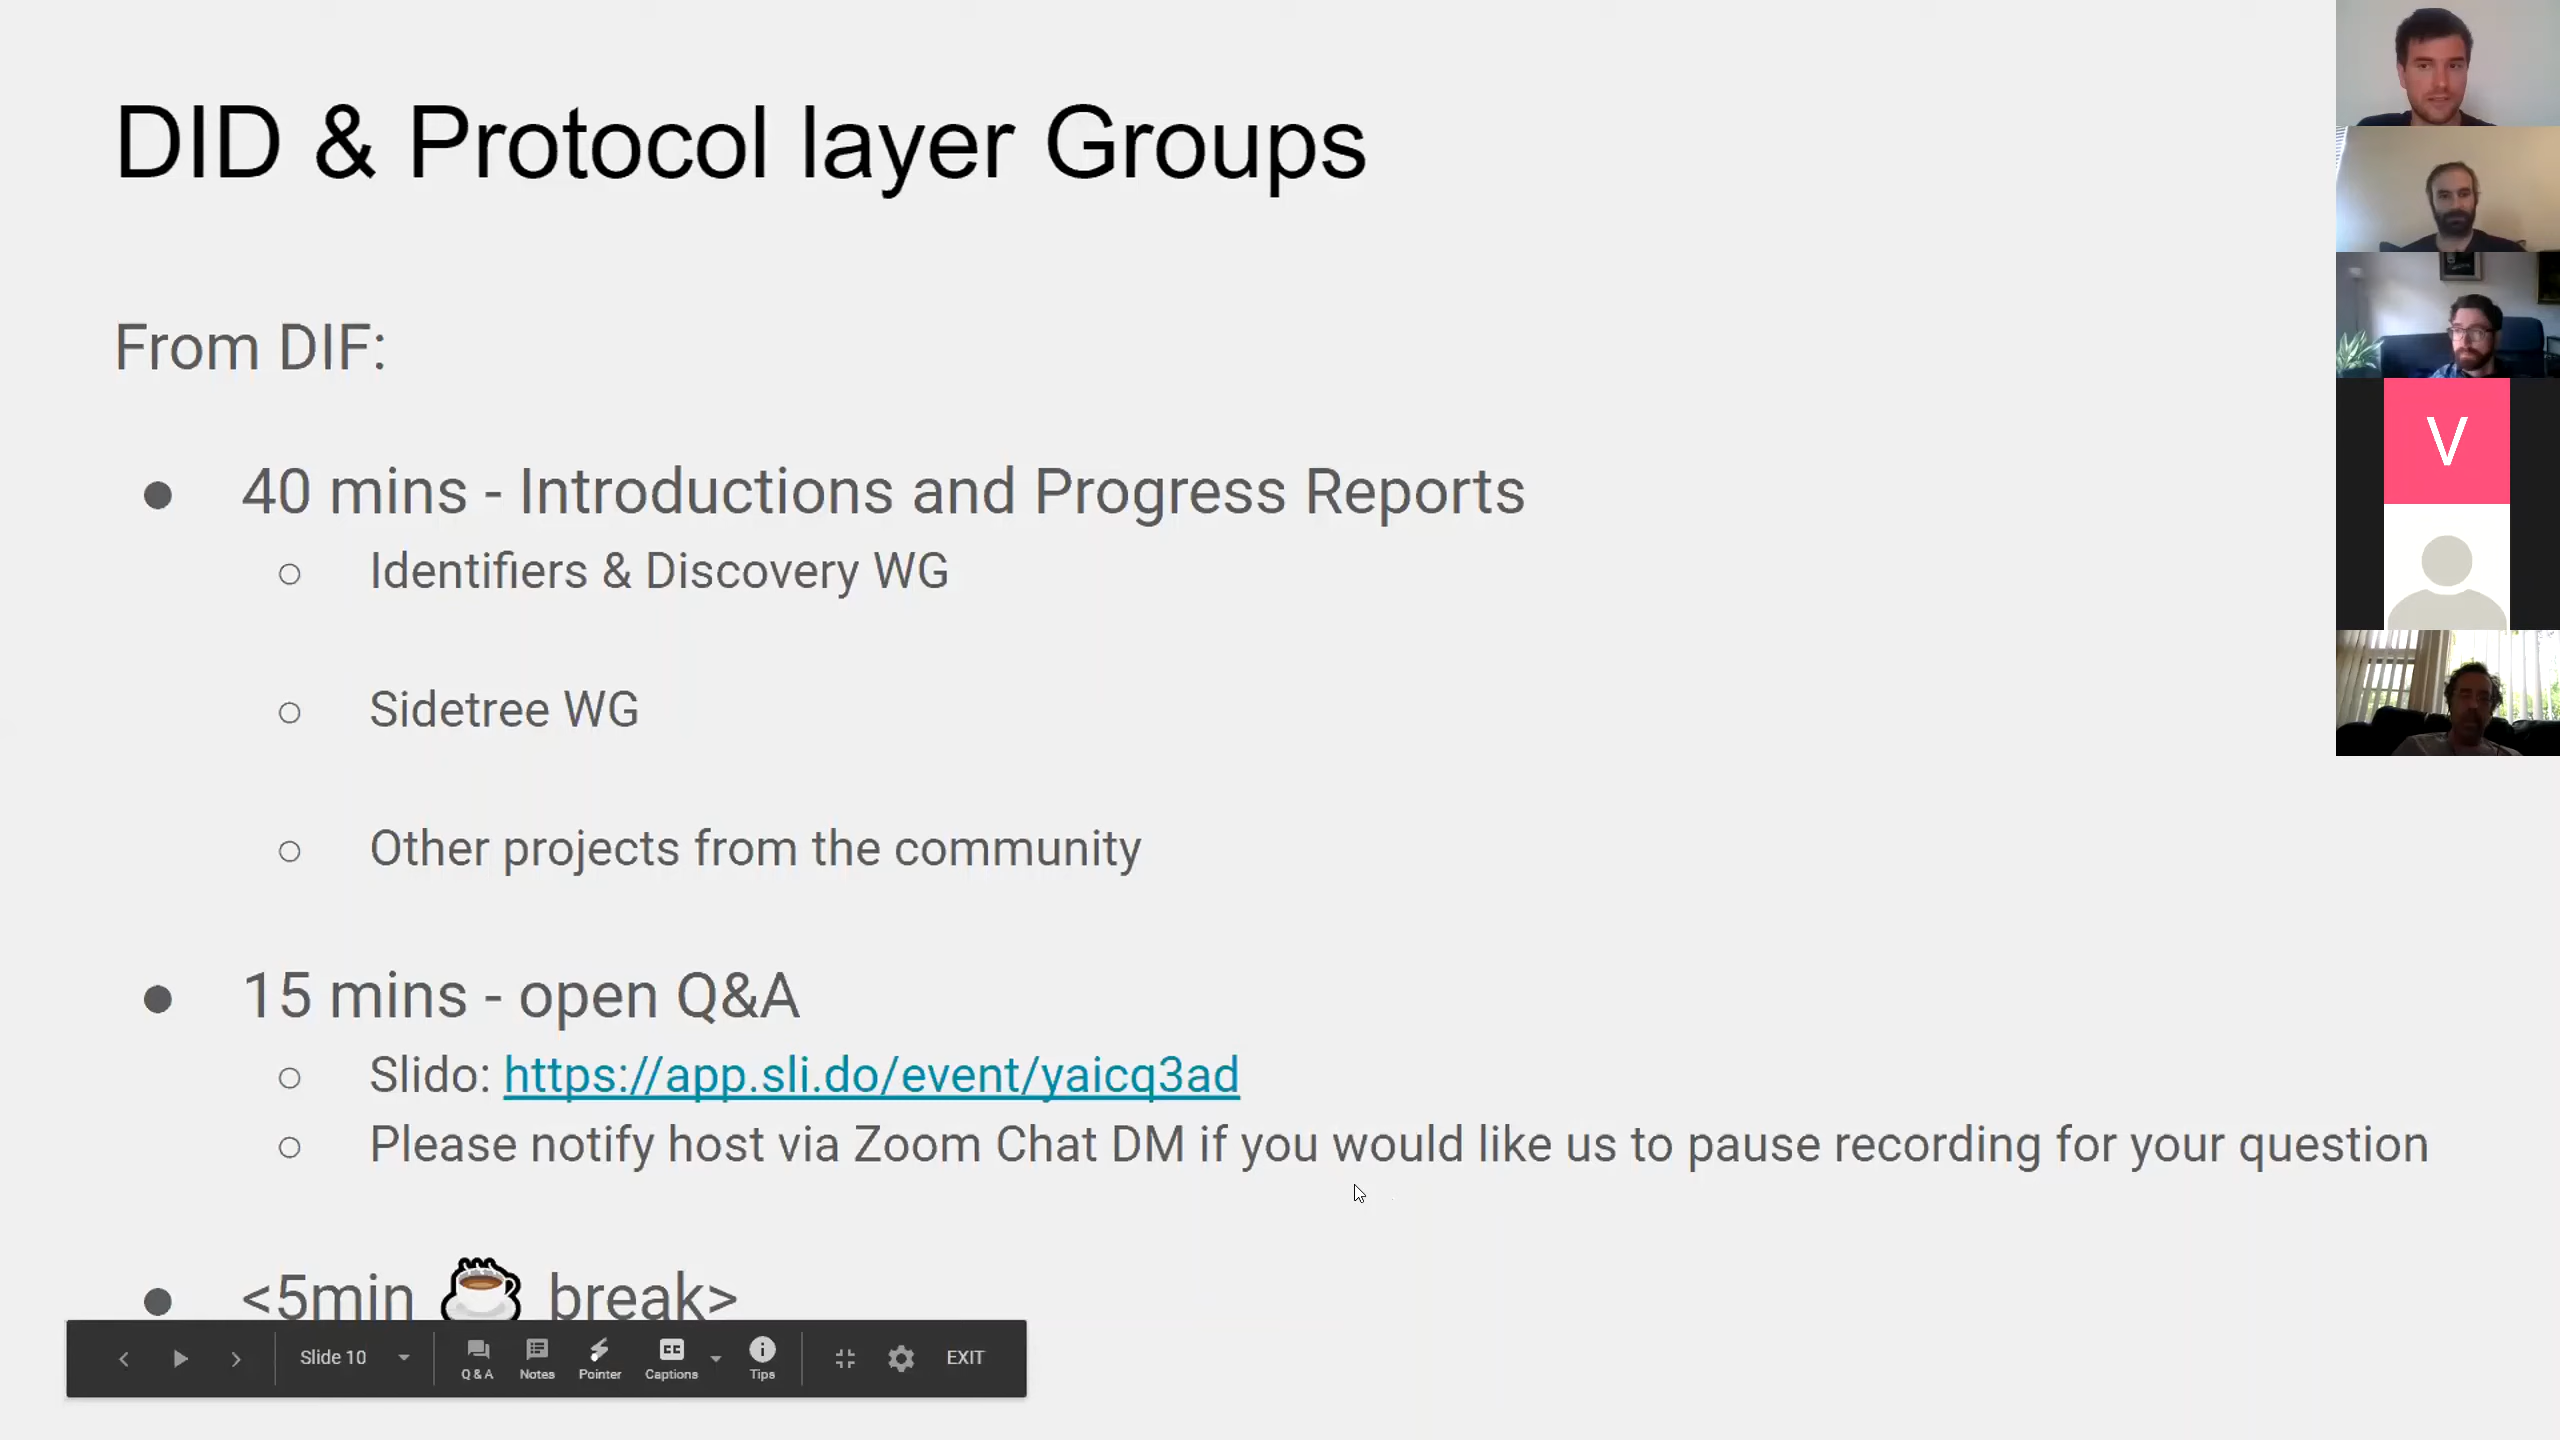 DID & Protocol layer Groups
From DIF:
● 40 mins - Introductions and Progress Reports
○ Identifiers & Discovery WG
○ Sidetree WG
○ Other projects from the community
● 15 mins - open Q&A
○ Slido: https://app.sli.do/event/yaicq3ad
○ Please notify host via Zoom Chat DM if you would like us to pause recording for your question
● <5min ☕ break>
V
Slide 10
Q & A
Notes
Pointer
CC
Captions
Tips
EXIT